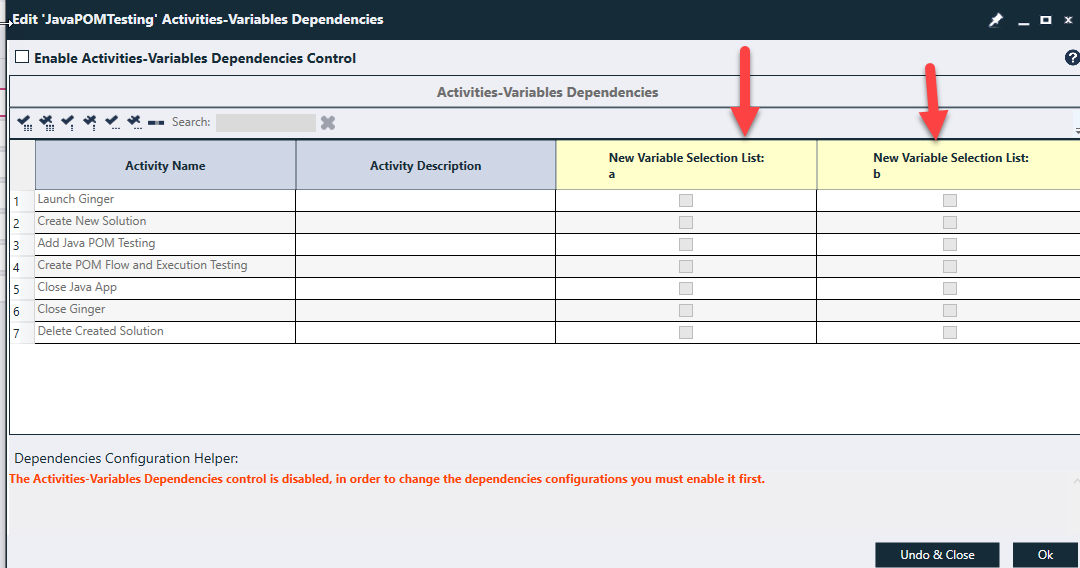 Edit 'JavaPOMTesting' Activities-Variables Dependencies
Enable Activities-Variables Dependencies Control
Activities-Variables Dependencies
Search:
Activity Name
Activity Description
New Variable Selection List:
a
New Variable Selection List:
b
1 Launch Ginger
2 Create New Solution
3 Add Java POM Testing
4 Create POM Flow and Execution Testing
5 Close Java App
6 Close Ginger
7 Delete Created Solution
Dependencies Configuration Helper:
The Activities-Variables Dependencies control is disabled, in order to change the dependencies configurations you must enable it first.
Undo & Close
Ok